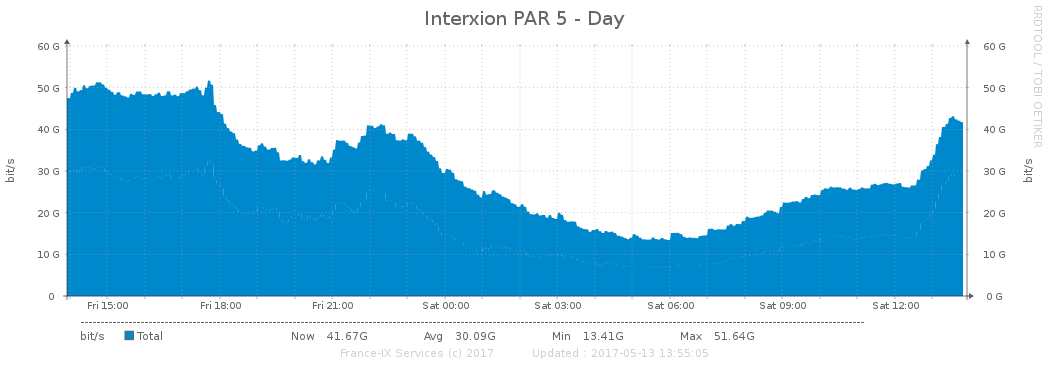 Interxion PAR 5 - Day
RRDTOOL / TOBI OETIKER
60 G 60 G
50 G 50 G
40 G 40 G
30 G 30 G
20 G 20 G
10 G 10 G
0 0 G
bit/s bit/s
Fri 15:00 Fri 18:00 Fri 21:00 Sat 00:00 Sat 03:00 Sat 06:00 Sat 09:00 Sat 12:00
bit/s Total Now 41.67G Avg 30.09G Min 13.41G Max 51.64G
France-IX Services (c) 2017 Updated : 2017-05-13 13:55:05